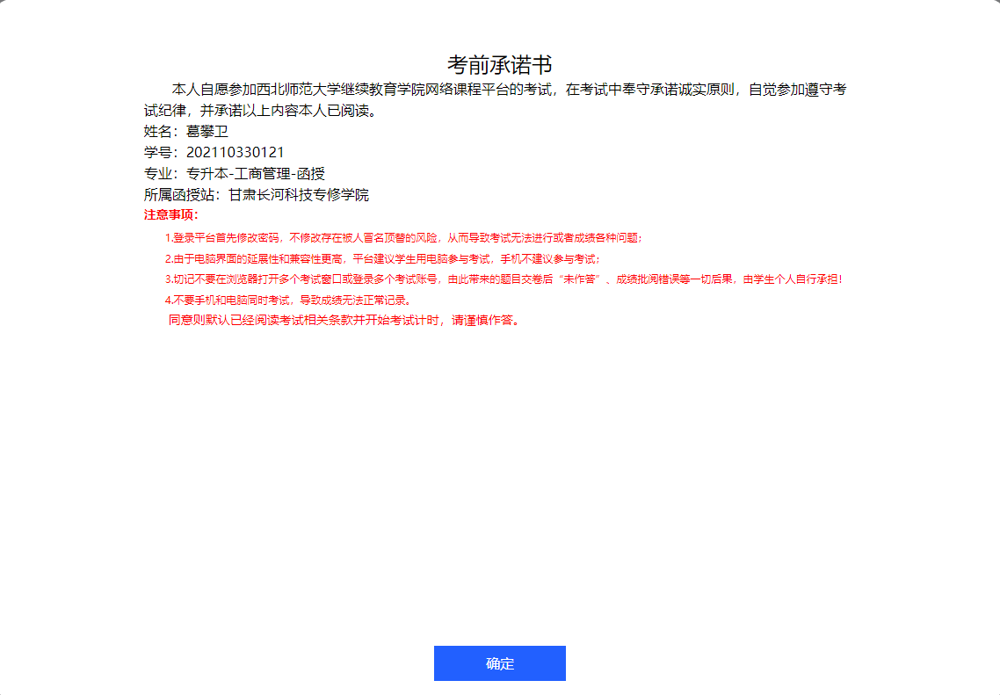 考前承诺书
本人自愿参加西北师范大学继续教育学院网络课程平台的考试，在考试中奉守承诺诚实原则，自觉参加遵守考
试纪律，并承诺以上内容本人已阅读。
姓名：葛攀卫
学号：202110330121
专业：专升本-工商管理-函授
所属函授站：甘肃长河科技专修学院
注意事项：
1.登录平台首先修改密码，不修改存在被人冒名顶替的风险，从而导致考试无法进行或者成绩各种问题；
2.由于电脑界面的延展性和兼容性更高，平台建议学生用电脑参与考试，手机不建议参与考试；
3.切记不要在浏览器打开多个考试窗口或登录多个考试账号，由此带来的题目交卷后“未作答”、成绩批阅错误等一切后果，由学生个人自行承担！
4.不要手机和电脑同时考试，导致成绩无法正常记录。
同意则默认已经阅读考试相关条款并开始考试计时，请谨慎作答。
确定